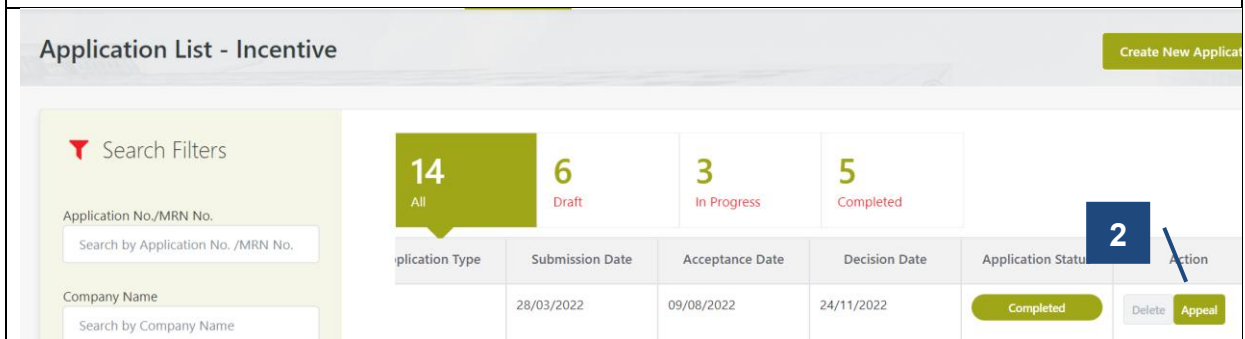 Application List - Incentive
Create New Applicat
Search Filters
Application No./MRN No.
Search by Application No. /MRN No.
Company Name
Search by Company Name
14
All
6
Draft
3
In Progress
5
Completed
2
plication Type Submission Date Acceptance Date Decision Date Application Statu Action
28/03/2022 09/08/2022 24/11/2022 Completed Delete Appeal